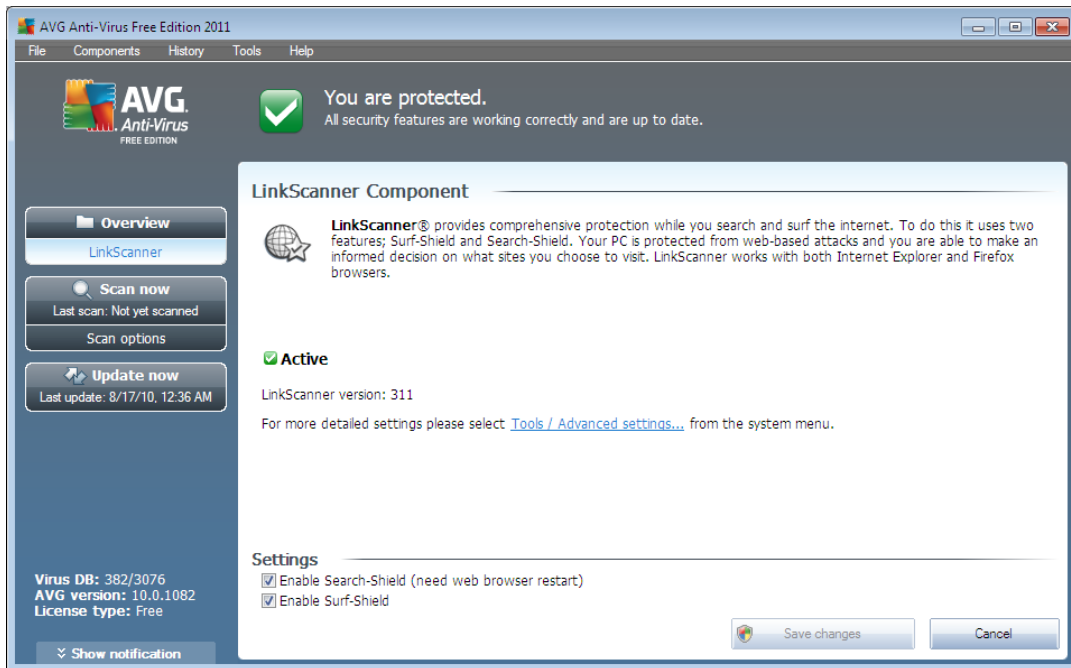 AVG Anti-Virus Free Edition 2011
File Components History Tools Help
AVG.
Anti-Virus
FREE EDITION
You are protected.
All security features are working correctly and are up to date.
Overview
LinkScanner
Scan now
Last scan: Not yet scanned
Scan options
Update now
Last update: 8/17/10, 12:36 AM
Virus DB: 382/3076
AVG version: 10.0.1082
License type: Free
Show notification
LinkScanner Component
LinkScanner® provides comprehensive protection while you search and surf the internet. To do this it uses two
features; Surf-Shield and Search-Shield. Your PC is protected from web-based attacks and you are able to make an
informed decision on what sites you choose to visit. LinkScanner works with both Internet Explorer and Firefox
browsers.
Active
LinkScanner version: 311
For more detailed settings please select Tools / Advanced settings... from the system menu.
Settings
Enable Search-Shield (need web browser restart)
Enable Surf-Shield
Save changes
Cancel